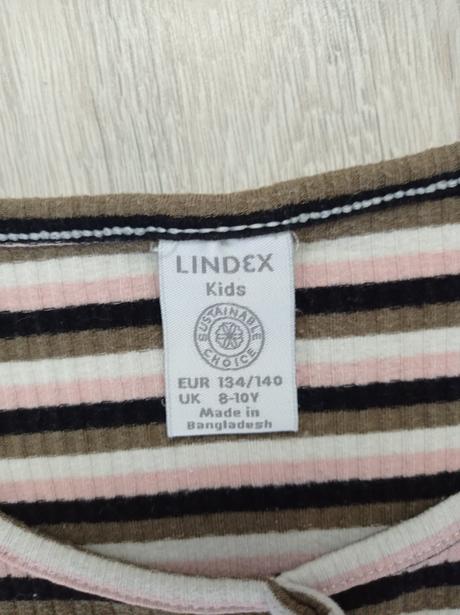 LINDEX
Kids
SUSTAINABLE
CHOICE
EUR 134/140
UK 8-10Y
Made in
Bangladesh